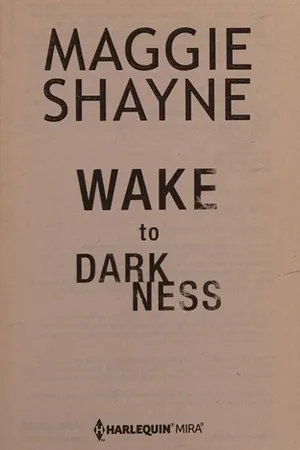 MAGGIE
SHAYNE
WAKE
to
DARK
NESS
HARLEQUIN® MIRA®